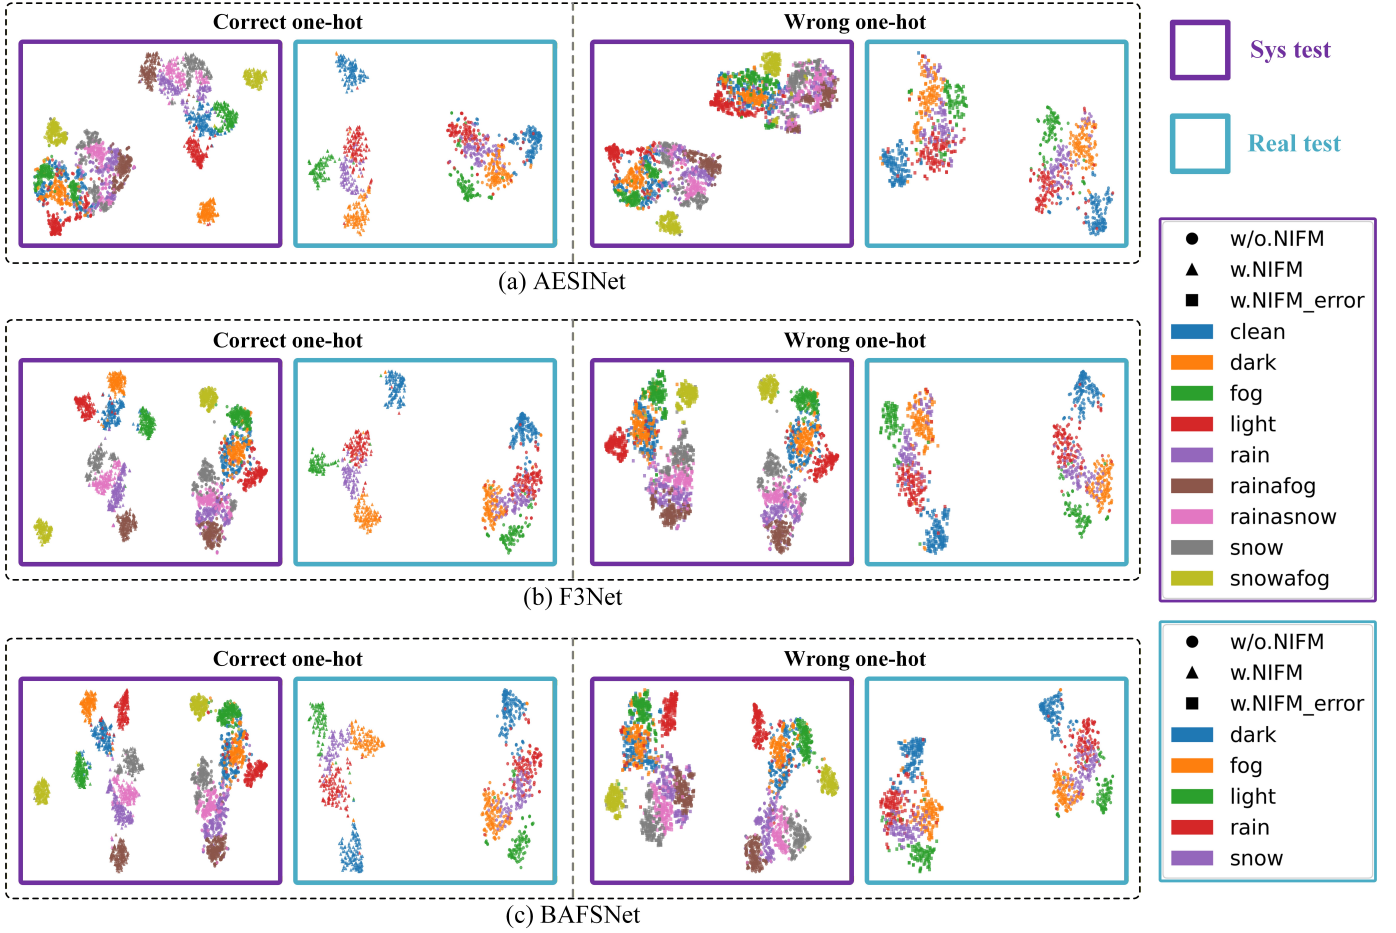 Correct one-hot
Wrong one-hot
(a) AESINet
Correct one-hot
Wrong one-hot
(b) F3Net
Correct one-hot
Wrong one-hot
(c) BAFSNet
Sys test
Real test
w/o.NIFM
w.NIFM
w.NIFM_error
clean
dark
fog
light
rain
rainafog
rainasnow
snow
snowafog
w/o.NIFM
w.NIFM
w.NIFM_error
dark
fog
light
rain
snow